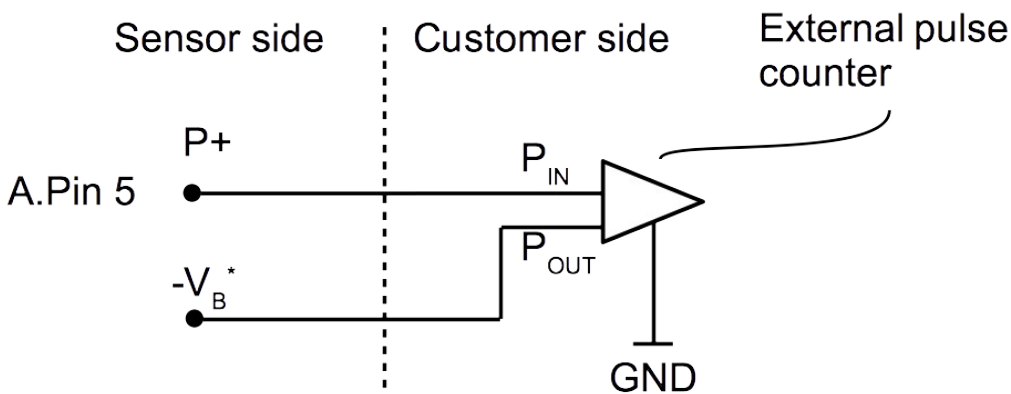 Sensor side
Customer side
External pulse
counter
P+
A.Pin 5
PIN
POUT
-VB*
GND